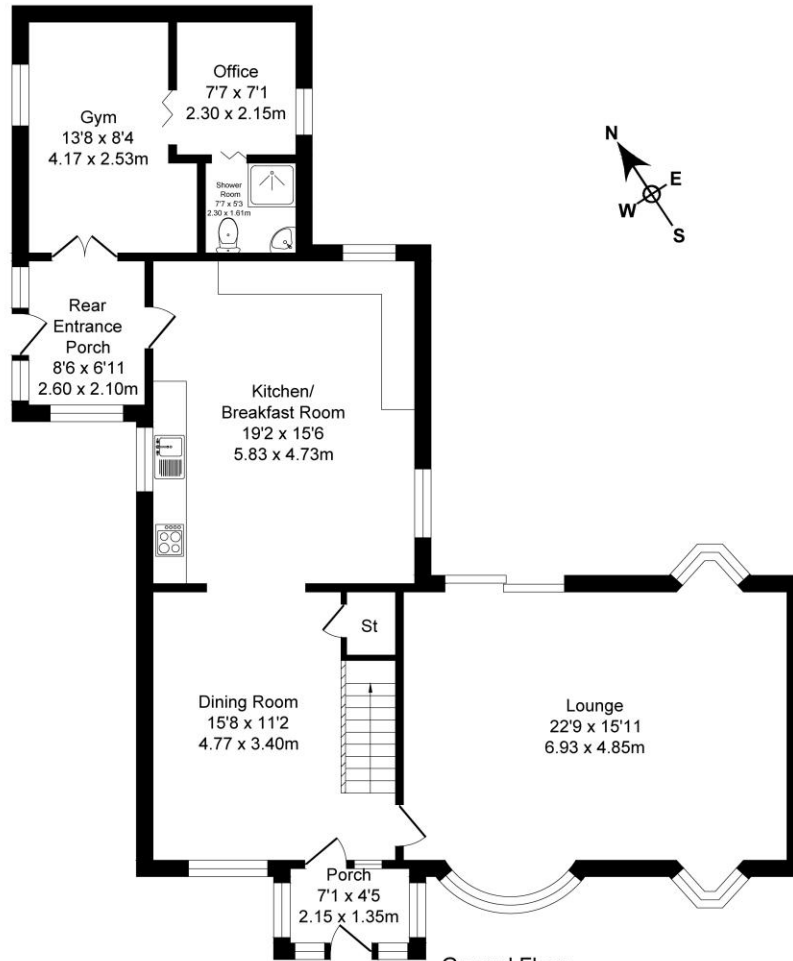 Office
7'7 x 7'1
2.30 x 2.15m
Gym
13'8 x 8'4
4.17 x 2.53m
Shower
Room
7'7 x 5'3
2.30 x 1.61m
N
E
W
S
Rear
Entrance
Porch
8'6 x 6'11
2.60 x 2.10m
Kitchen/
Breakfast Room
19'2 x 15'6
5.83 x 4.73m
St
Dining Room
15'8 x 11'2
4.77 x 3.40m
Lounge
22'9 x 15'11
6.93 x 4.85m
Porch
7'1 x 4'5
2.15 x 1.35m